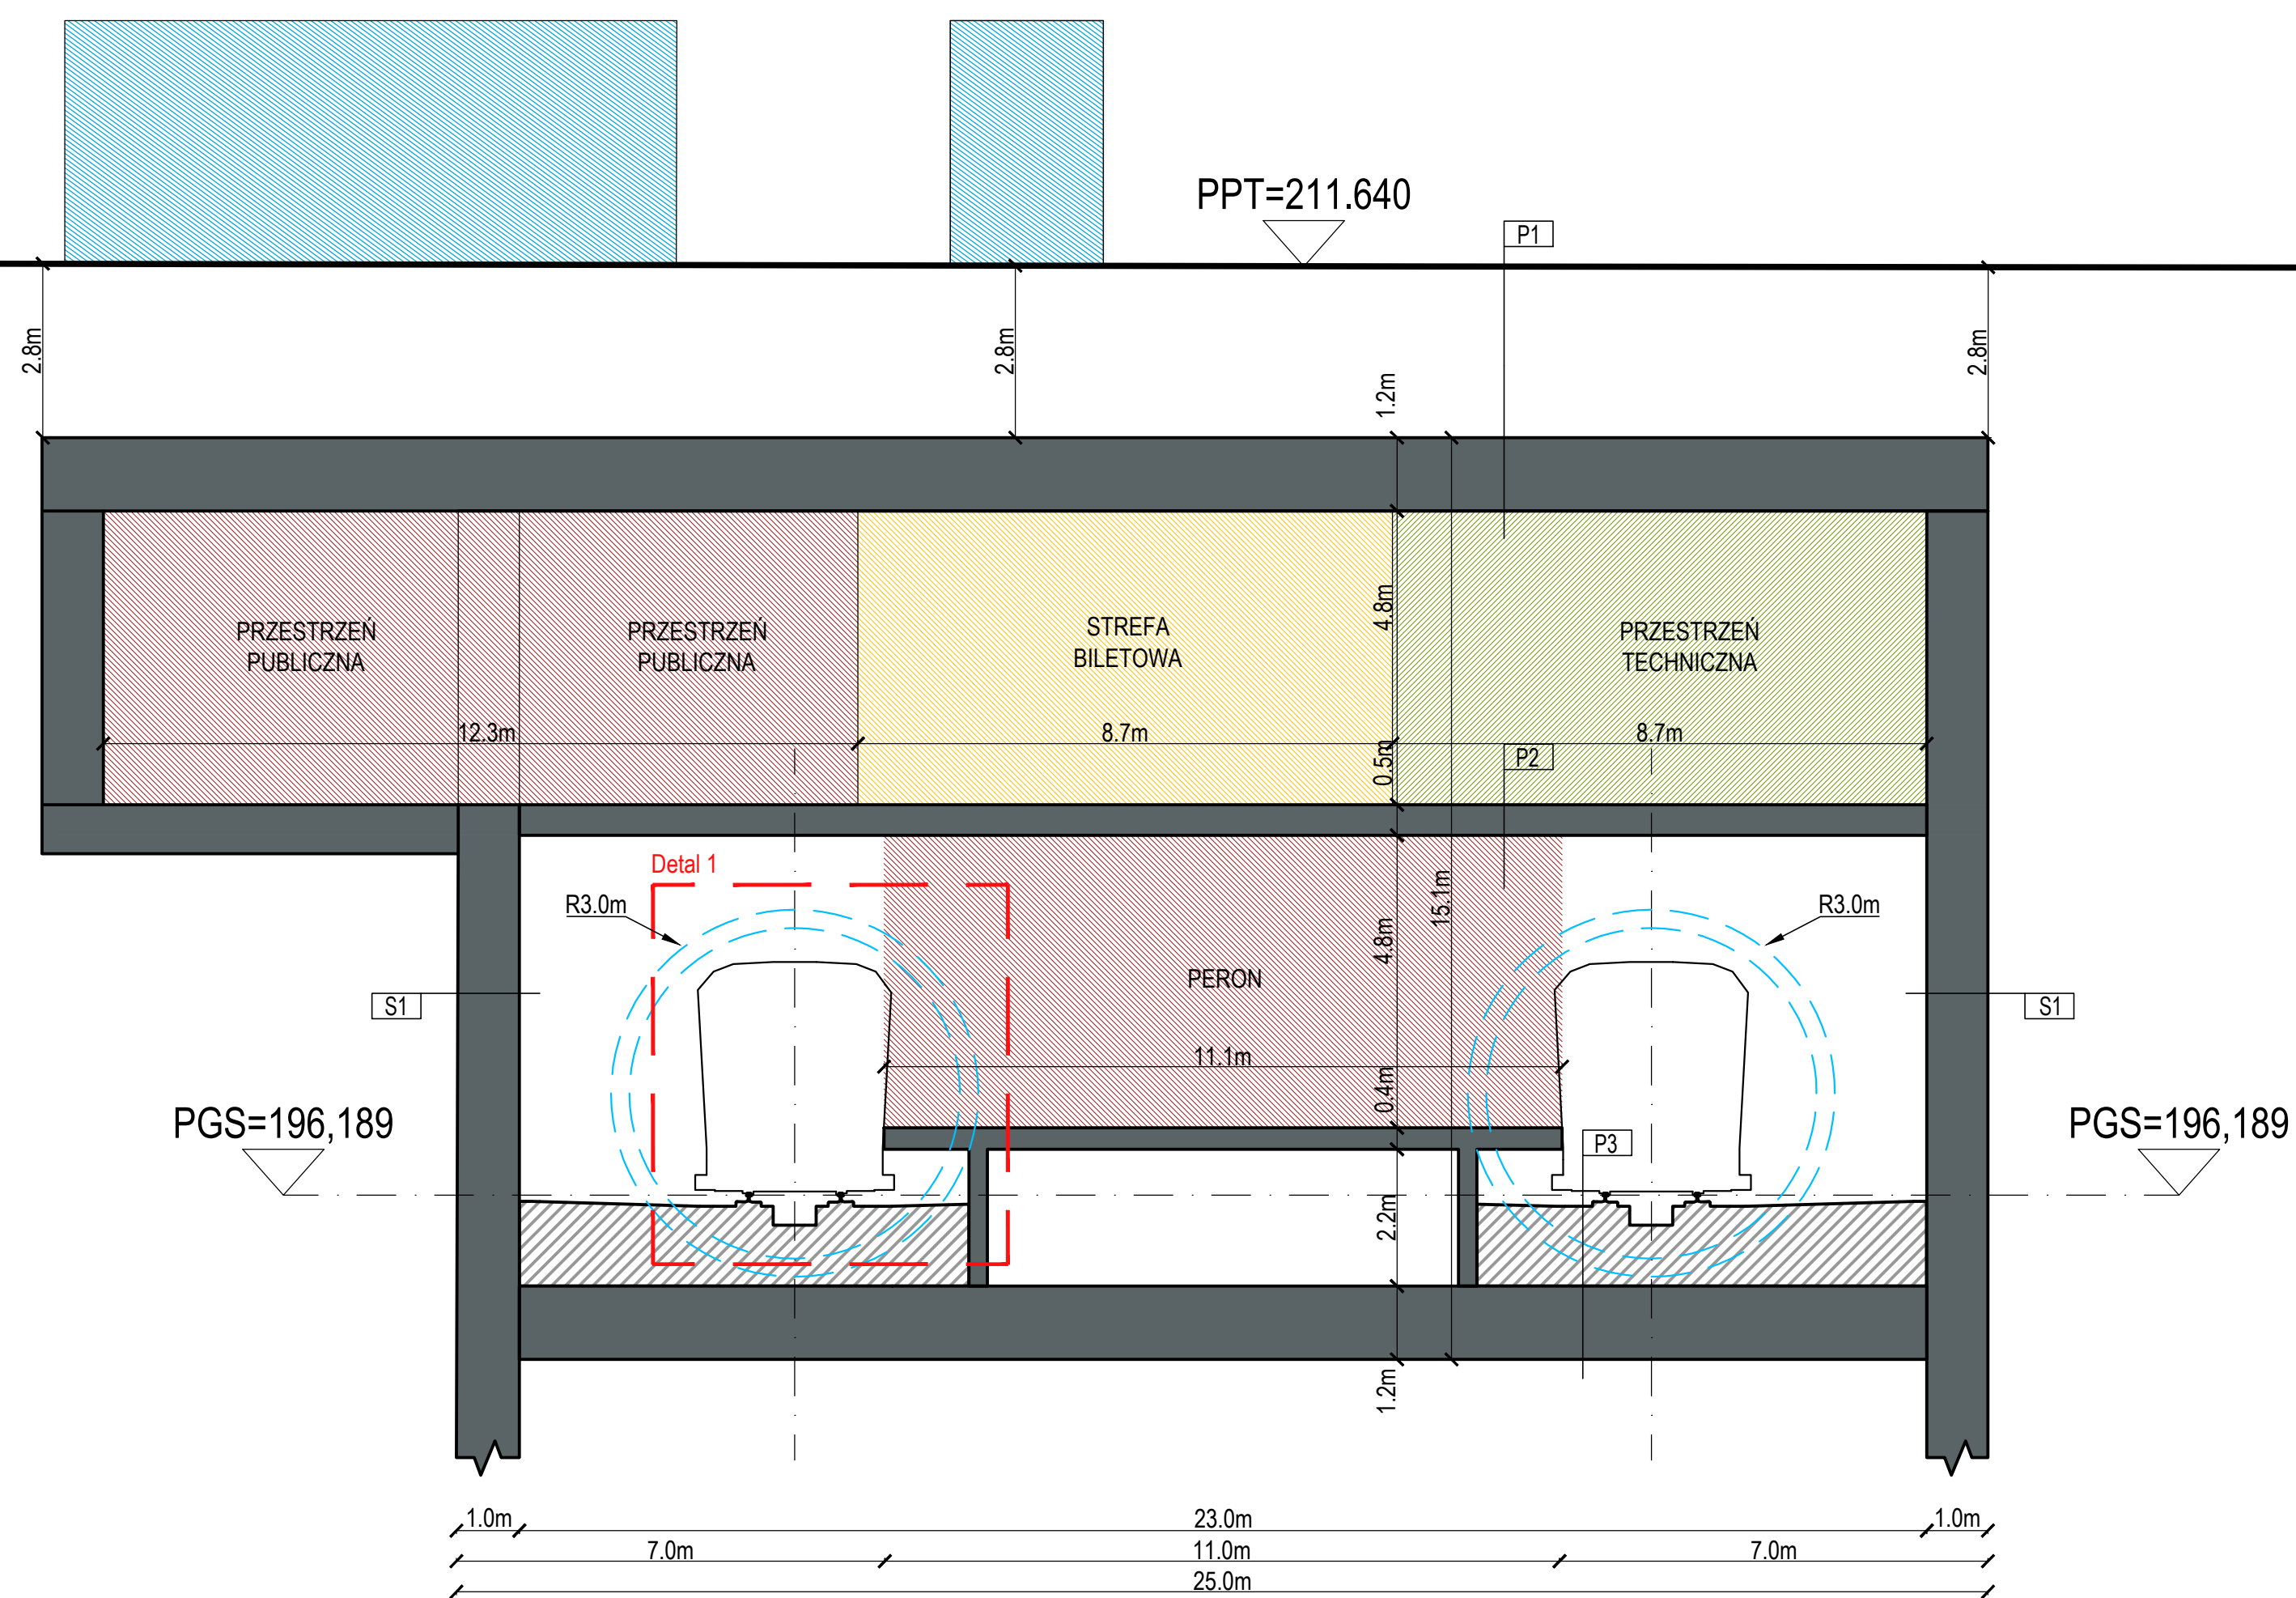 PPT=211.640
P1
2.8m
2.8m
2.8m
1.2m
PRZESTRZEŃ
PUBLICZNA
PRZESTRZEŃ
PUBLICZNA
STREFA
BILETOWA
4.8m
PRZESTRZEŃ
TECHNICZNA
12.3m
8.7m
0.5m
P2
8.7m
Detal 1
R3.0m
15.1m
R3.0m
4.8m
PERON
S1
S1
11.1m
0.4m
PGS=196,189
P3
PGS=196,189
2.2m
1.2m
1.0m
23.0m
1.0m
7.0m
11.0m
7.0m
25.0m